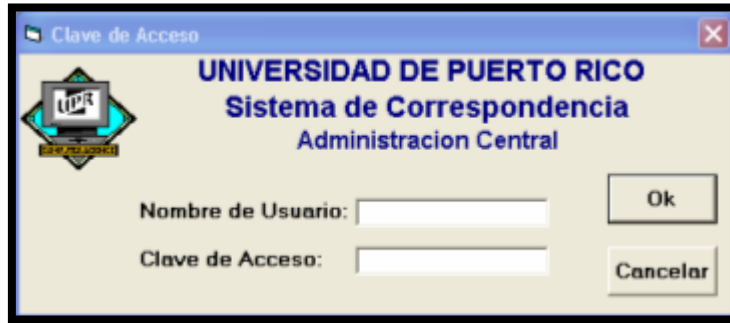 Clave de Acceso
UNIVERSIDAD DE PUERTO RICO
Sistema de Correspondencia
Administracion Central
UPR
Nombre de Usuario:
Ok
Clave de Acceso:
Cancelar